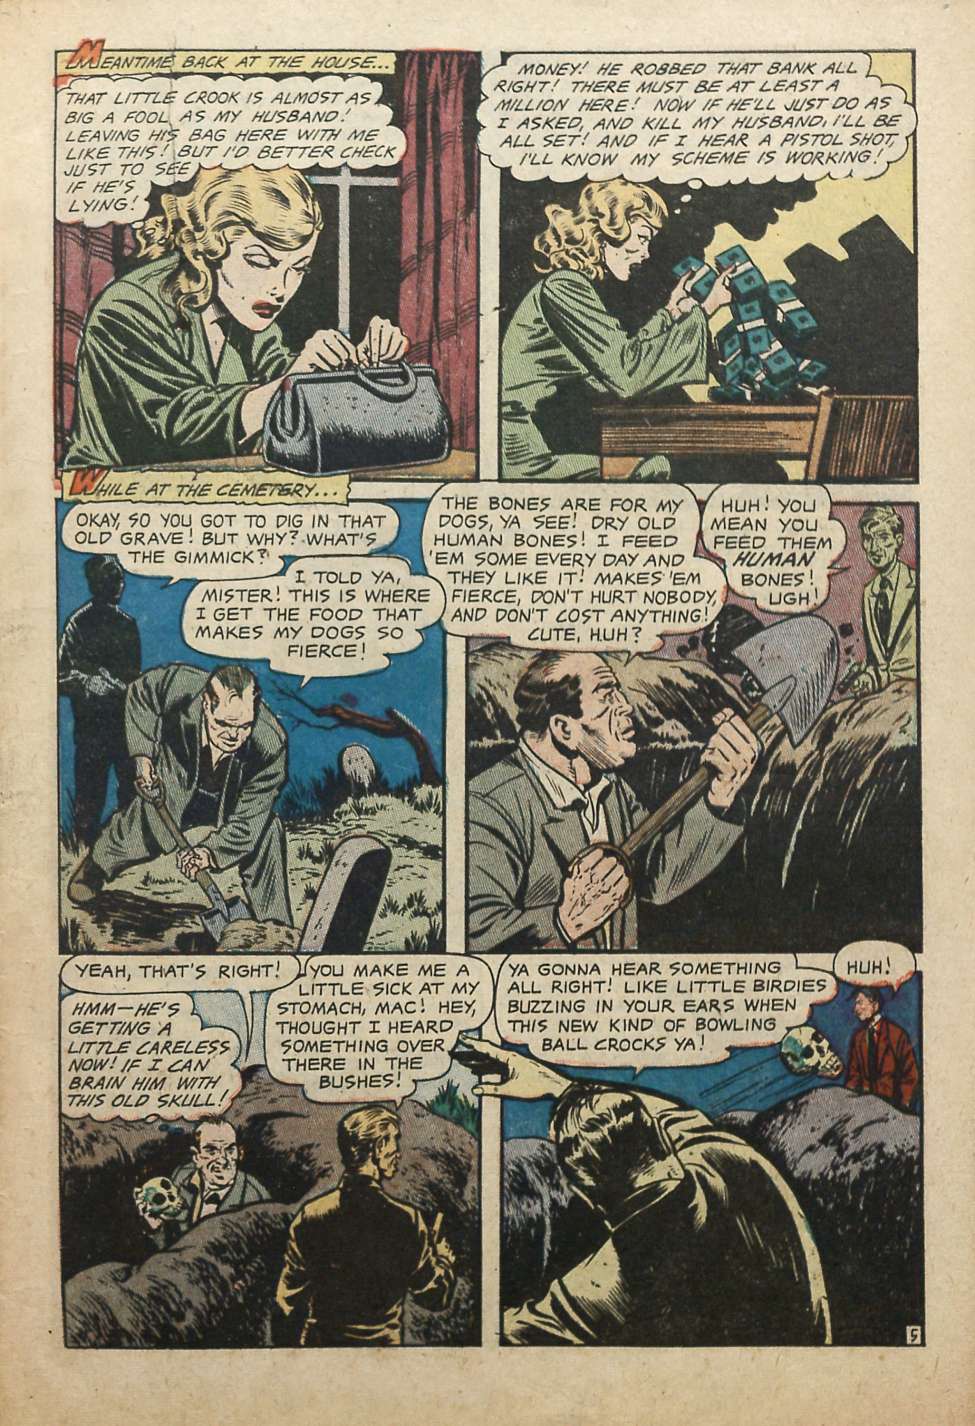 MEANTIME BACK AT THE HOUSE...
THAT LITTLE CROOK IS ALMOST AS
BIG A FOOL AS MY HUSBAND!
LEAVING HIS BAG HERE WITH ME
LIKE THIS! BUT I'D BETTER CHECK
JUST TO SEE
IF HE'S
LYING!
MONEY! HE ROBBED THAT BANK ALL
RIGHT! THERE MUST BE AT LEAST A
MILLION HERE! NOW IF HE'LL JUST DO AS
I ASKED, AND KILL MY HUSBAND, I'LL BE
ALL SET! AND IF I HEAR A PISTOL SHOT,
I'LL KNOW MY SCHEME IS WORKING!
WHILE AT THE CEMETERY...
OKAY, SO YOU GOT TO DIG IN THAT
OLD GRAVE! BUT WHY? WHAT'S
THE GIMMICK?
I TOLD YA,
MISTER! THIS IS WHERE
I GET THE FOOD THAT
MAKES MY DOGS SO
FIERCE!
THE BONES ARE FOR MY
DOGS, YA SEE! DRY OLD
HUMAN BONES! I FEED
'EM SOME EVERY DAY AND
THEY LIKE IT! MAKES 'EM
FIERCE, DON'T HURT NOBODY,
AND DON'T COST ANYTHING!
CUTE, HUH?
HUH! YOU
MEAN YOU
FEED THEM
HUMAN
BONES!
UGH!
YEAH, THAT'S RIGHT!
HMM—HE'S
GETTING A
LITTLE CARELESS
NOW! IF I CAN
BRAIN HIM WITH
THIS OLD SKULL!
YOU MAKE ME A
LITTLE SICK AT MY
STOMACH, MAC! HEY,
THOUGHT I HEARD
SOMETHING OVER
THERE IN THE
BUSHES!
YA GONNA HEAR SOMETHING
ALL RIGHT! LIKE LITTLE BIRDIES
BUZZING IN YOUR EARS WHEN
THIS NEW KIND OF BOWLING
BALL CROCKS YA!
HUH!
5